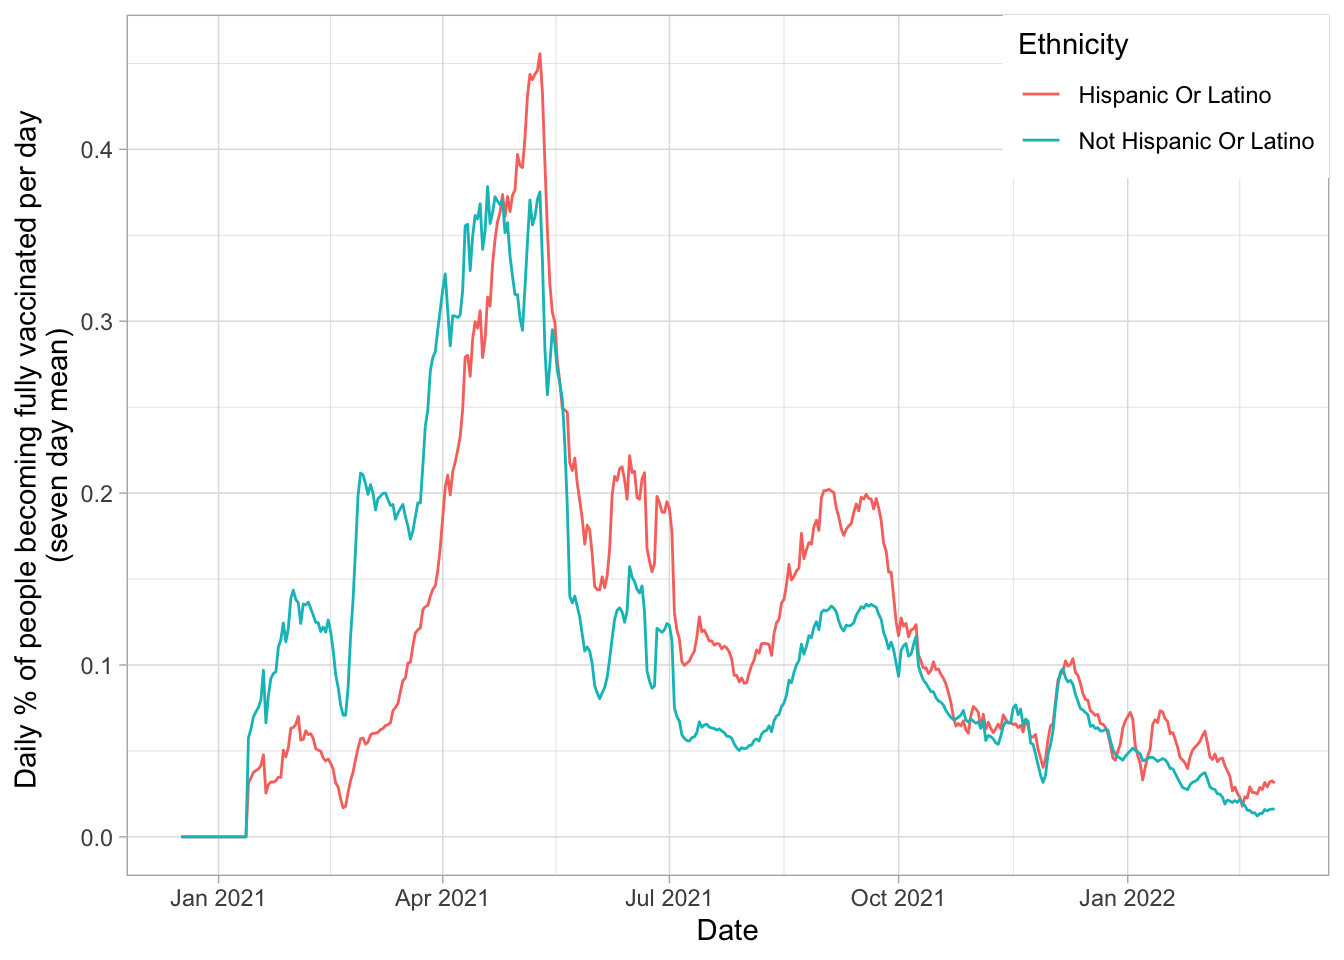 Ethnicity
Hispanic Or Latino
Not Hispanic Or Latino
Daily % of people becoming fully vaccinated per day
(seven day mean)
0.4
0.3
0.2
0.1
0.0
Jan 2021 Apr 2021 Jul 2021 Oct 2021 Jan 2022
Date